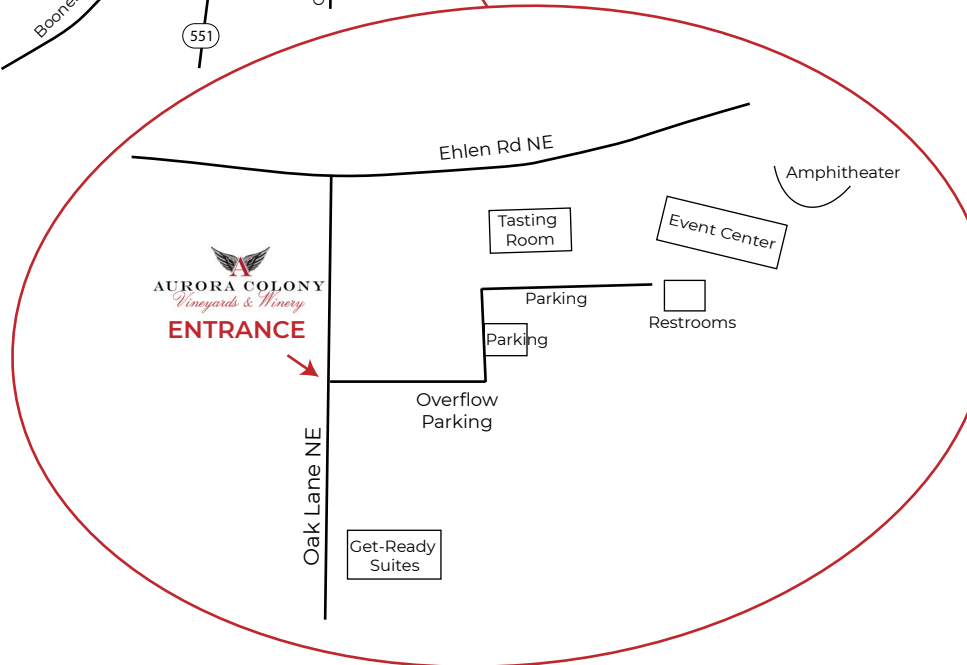 551
Ehlen Rd NE
Amphitheater
Tasting
Room
Event Center
A
AURORA COLONY
Vineyards & Winery
ENTRANCE
Parking
Restrooms
Parking
Overflow
Parking
Oak Lane NE
Get-Ready
Suites